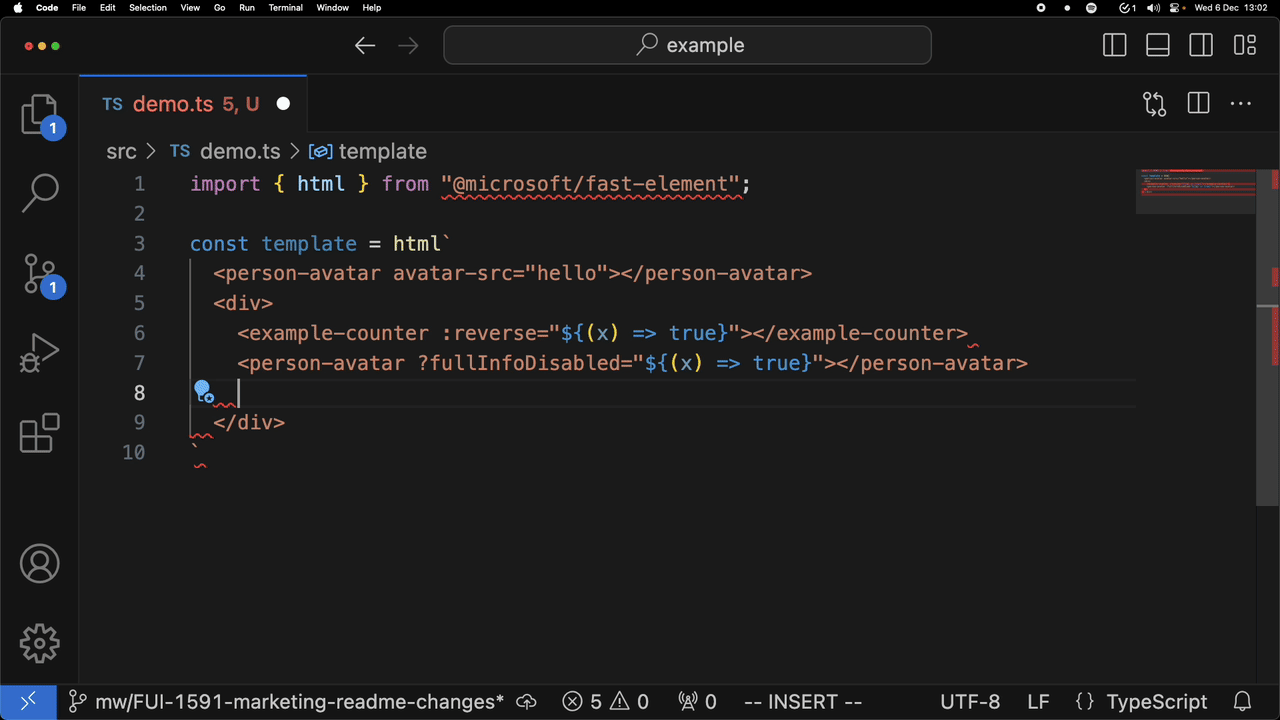 Code File Edit Selection View Go Run Terminal Window Help 1 Wed 6 Dec 13:02
example
1
TS demo.ts 5, U
src > TS demo.ts > template
1 import { html } from "@microsoft/fast-element";
2
3 const template = html`
4 <person-avatar avatar-src="hello"></person-avatar>
5 <div>
6 <example-counter :reverse="${(x) => true}"></example-counter>
7 <person-avatar ?fullInfoDisabled="${(x) => true}"></person-avatar>
8
9 </div>
10 `
1
mw/FUI-1591-marketing-readme-changes* 5 0 0 -- INSERT -- UTF-8 LF {} TypeScript